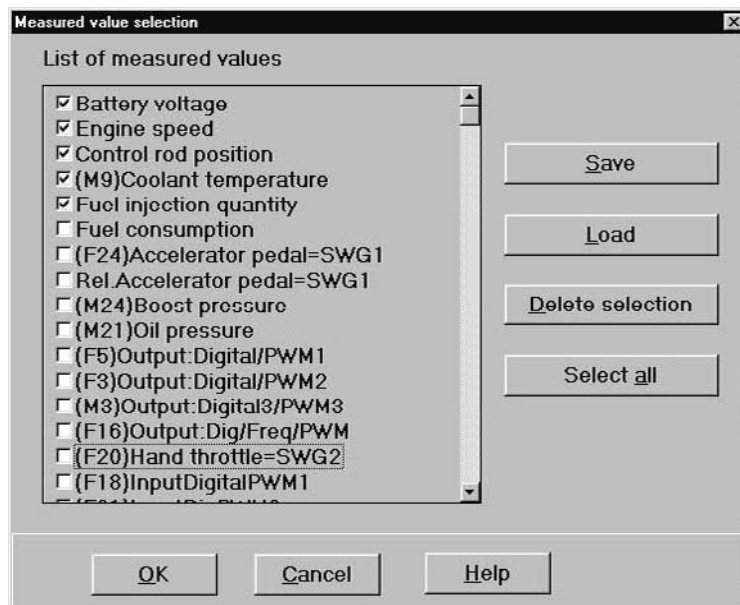 Measured value selection
List of measured values
Battery voltage
Engine speed
Control rod position
(M9)Coolant temperature
Fuel injection quantity
Fuel consumption
(F24)Accelerator pedal=SWG1
Rel.Accelerator pedal=SWG1
(M24)Boost pressure
(M21)Oil pressure
(F5)Output:Digital/PWM1
(F3)Output:Digital/PWM2
(M3)Output:Digital3/PWM3
(F16)Output:Dig/Freq/PWM
(F20)Hand throttle=SWG2
(F18)InputDigitalPWM1
Save
Load
Delete selection
Select all
OK
Cancel
Help